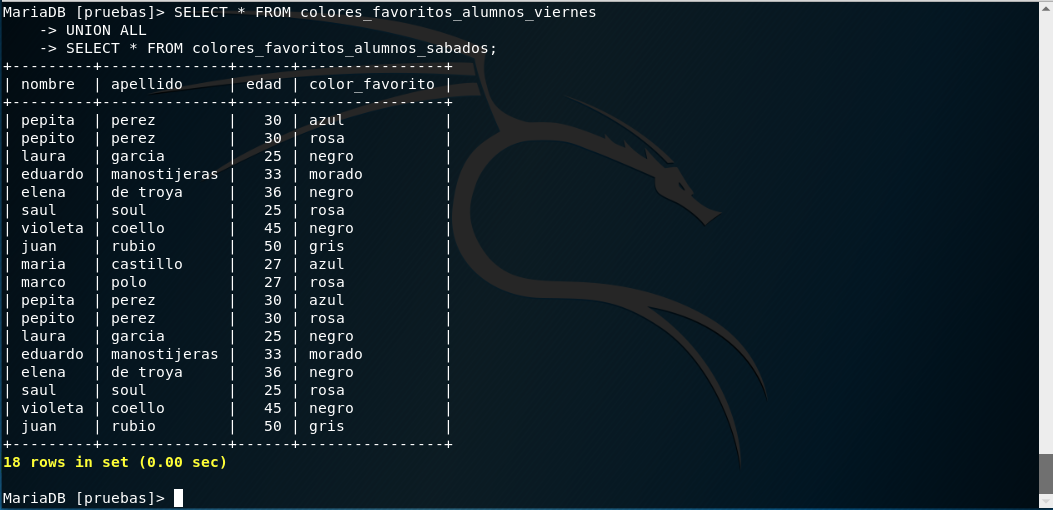 MariaDB [pruebas]> SELECT * FROM colores_favoritos_alumnos_viernes
    -> UNION ALL
    -> SELECT * FROM colores_favoritos_alumnos_sabados;
+---------+--------------+------+----------------+
| nombre  | apellido     | edad | color_favorito |
+---------+--------------+------+----------------+
| pepita  | perez        |   30 | azul           |
| pepito  | perez        |   30 | rosa           |
| laura   | garcia       |   25 | negro          |
| eduardo | manostijeras |   33 | morado         |
| elena   | de troya     |   36 | negro          |
| saul    | soul         |   25 | rosa           |
| violeta | coello       |   45 | negro          |
| juan    | rubio        |   50 | gris           |
| maria   | castillo     |   27 | azul           |
| marco   | polo         |   27 | rosa           |
| pepita  | perez        |   30 | azul           |
| pepito  | perez        |   30 | rosa           |
| laura   | garcia       |   25 | negro          |
| eduardo | manostijeras |   33 | morado         |
| elena   | de troya     |   36 | negro          |
| saul    | soul         |   25 | rosa           |
| violeta | coello       |   45 | negro          |
| juan    | rubio        |   50 | gris           |
+---------+--------------+------+----------------+
18 rows in set (0.00 sec)
MariaDB [pruebas]>